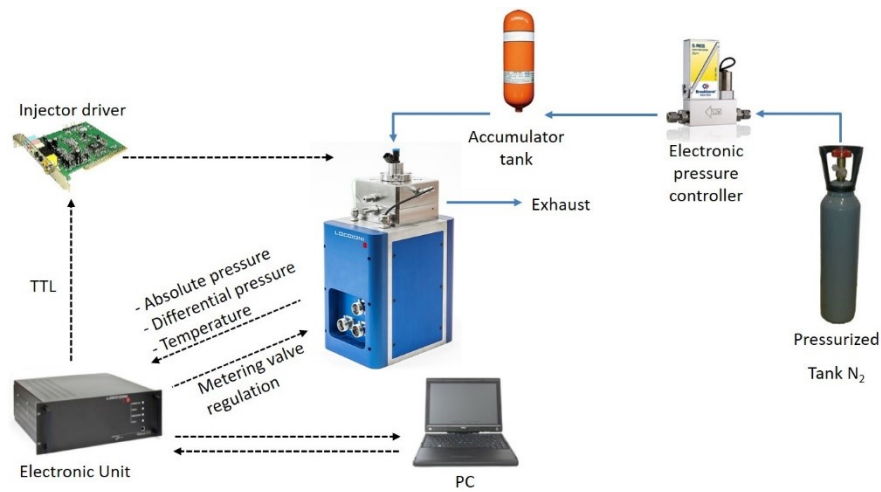 Injector driver
Accumulator
tank
Electronic
pressure
controller
Exhaust
LOCCIONI
TTL
- Absolute pressure
- Differential pressure
- Temperature
Metering valve
regulation
Pressurized
Tank N₂
Electronic Unit
PC